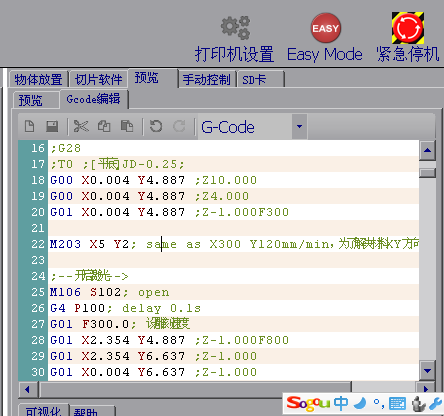 打印机设置 EASY Easy Mode 紧急停机
物体放置 切片软件 预览 手动控制 SD卡
预览 Gcode编辑
G-Code
16 ;G28
17 ;T0 ;[平底]JD-0.25;
18 G00 X0.004 Y4.887 ;Z10.000
19 G00 X0.004 Y4.887 ;Z4.000
20 G01 X0.004 Y4.887 ;Z-1.000F300
21
22 M203 X5 Y2; same as X300 Y120mm/min,为了解决材料XY方向
23
24 ;--开启激光-->
25 M106 S102; open
26 G4 P100; delay 0.1s
27 G01 F300.0; 速度
28 G01 X2.354 Y4.887 ;Z-1.000F800
29 G01 X2.354 Y6.637 ;Z-1.000
30 G01 X0.004 Y6.637 ;Z-1.000
可视化 帮助
Sogou 中